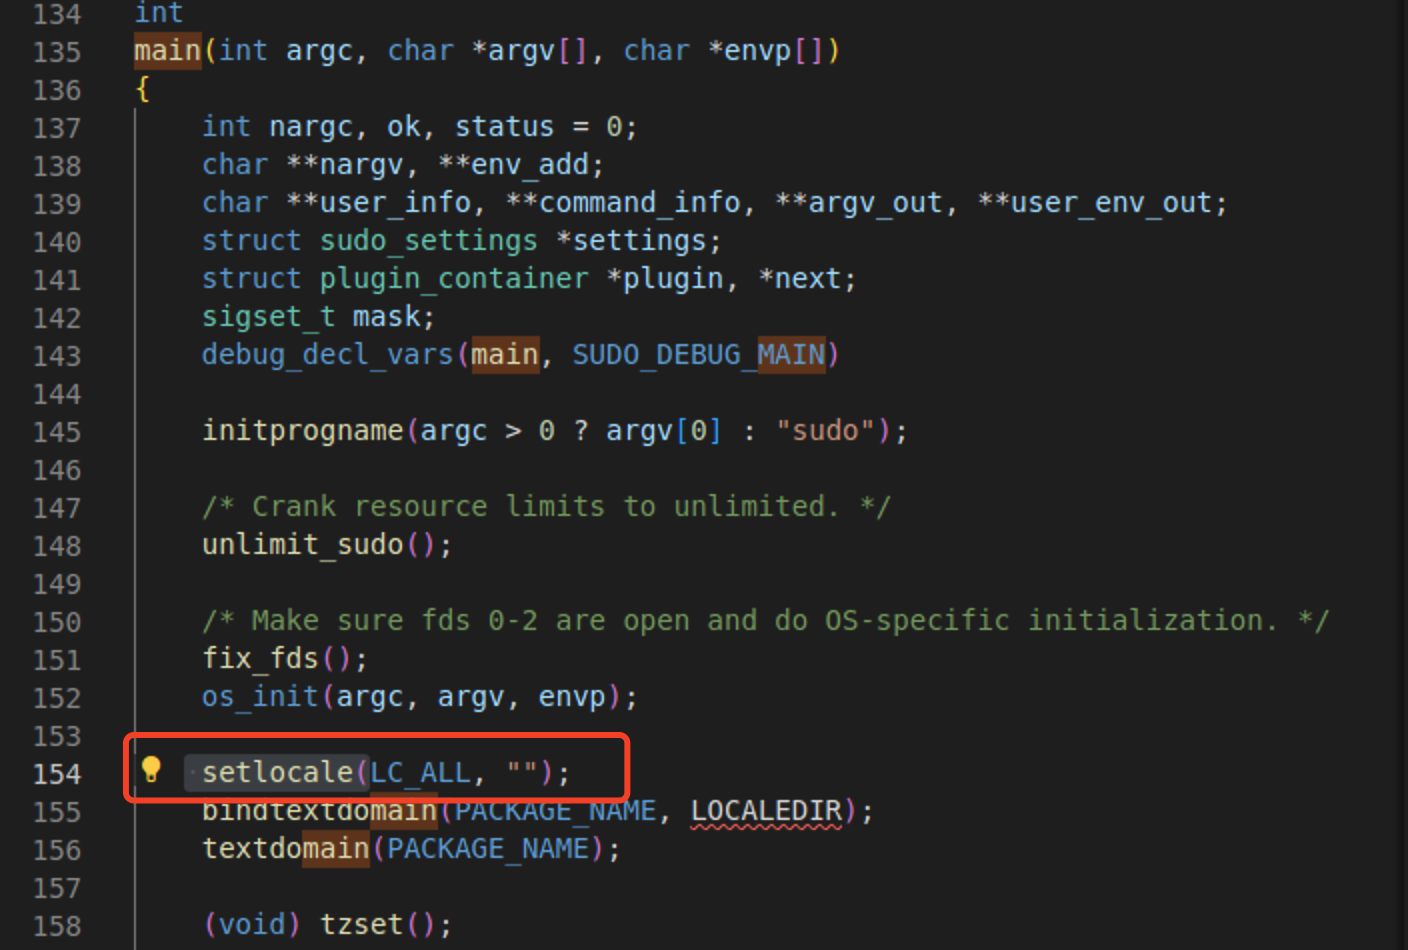 134 int
135 main(int argc, char *argv[], char *envp[])
136 {
137 int nargc, ok, status = 0;
138 char **nargv, **env_add;
139 char **user_info, **command_info, **argv_out, **user_env_out;
140 struct sudo_settings *settings;
141 struct plugin_container *plugin, *next;
142 sigset_t mask;
143 debug_decl_vars(main, SUDO_DEBUG_MAIN)
144
145 initprogname(argc > 0 ? argv[0] : "sudo");
146
147 /* Crank resource limits to unlimited. */
148 unlimit_sudo();
149
150 /* Make sure fds 0-2 are open and do OS-specific initialization. */
151 fix_fds();
152 os_init(argc, argv, envp);
153
154 setlocale(LC_ALL, "");
155 bindtextdomain(PACKAGE_NAME, LOCALEDIR);
156 textdomain(PACKAGE_NAME);
157
158 (void) tzset();